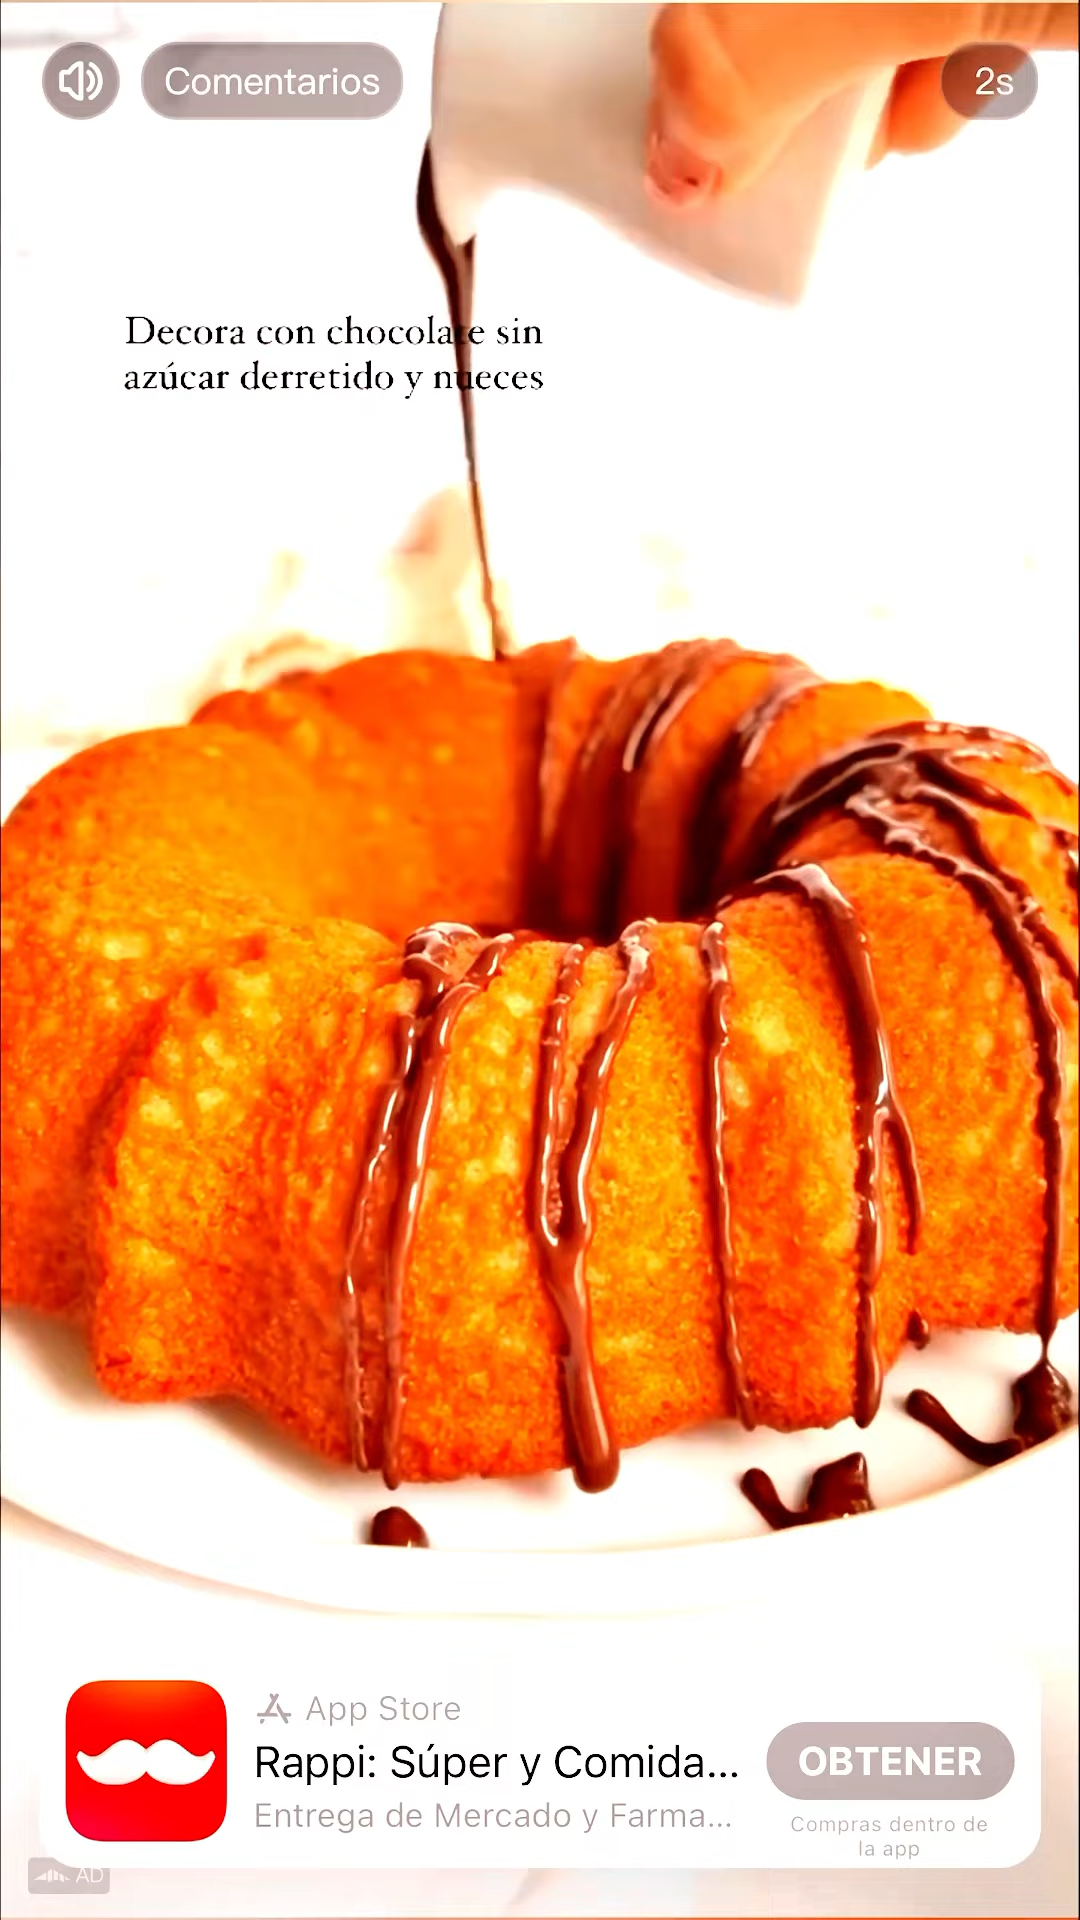 Comentarios
2s
Decora con chocolate sin
azúcar derretido y nueces
App Store
Rappi: Súper y Comida...
Entrega de Mercado y Farma...
OBTENER
Compras dentro de
la app
AD